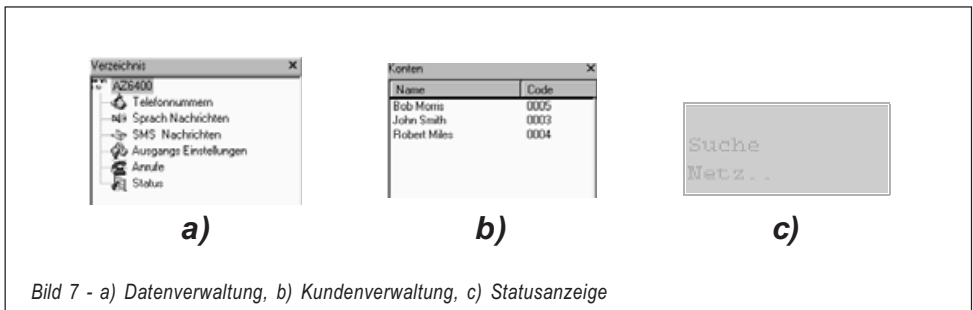 Verzeichnis
AZ6400
Telefonnummern
Sprach Nachrichten
SMS Nachrichten
Ausgangs Einstellungen
Anrufe
Status
a)
Konten
Name Code
Bob Morris 0005
John Smith 0003
Robert Miles 0004
b)
Suche
Netz..
c)
Bild 7 - a) Datenverwaltung, b) Kundenverwaltung, c) Statusanzeige